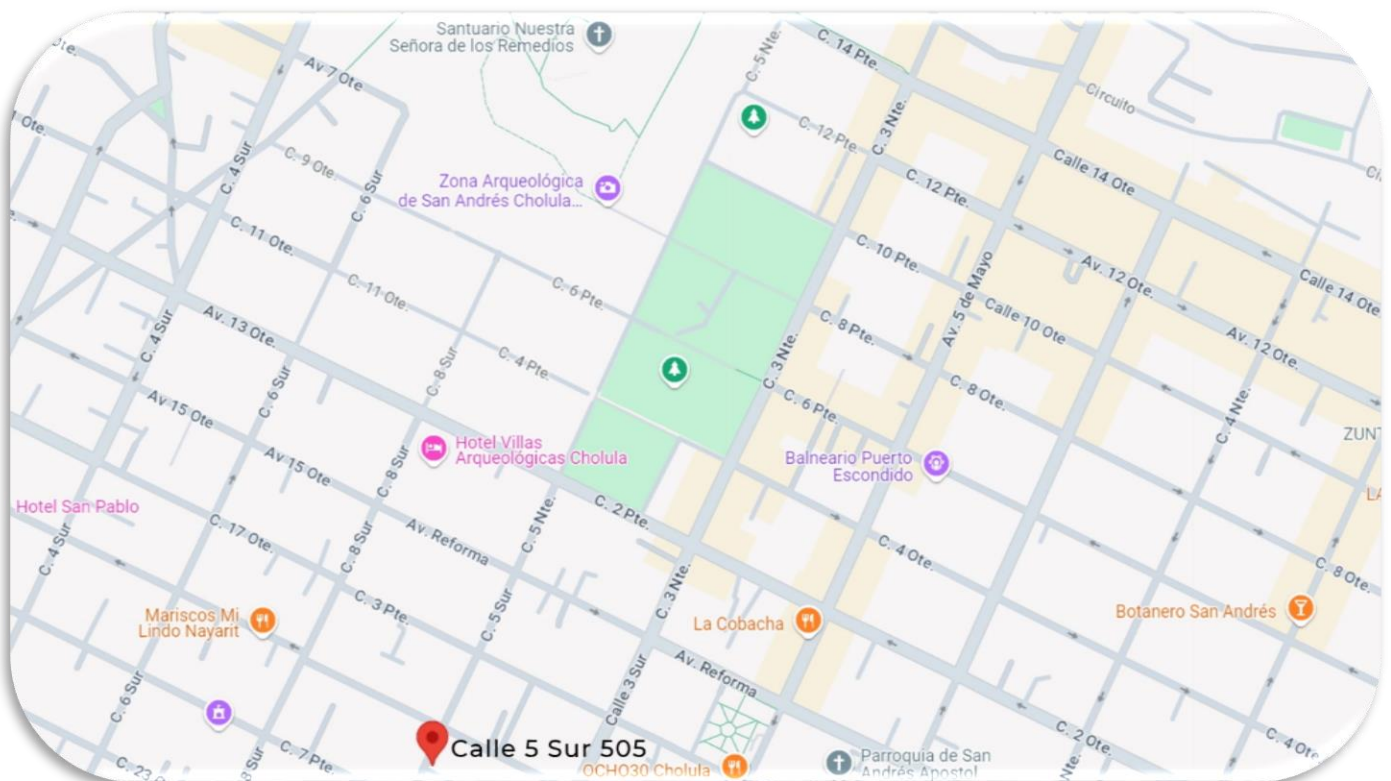 Santuario Nuestra
Señora de los Remedios
C. 5 Nte.
C. 14 Pte.
Av 7 Ote.
Circuito
C. 12 Pte.
C. 3 Nte.
Calle 14 Ote
C. 4 Sur
C. 9 Ote.
C. 6 Sur
Zona Arqueológica
de San Andrés Cholula...
C. 12 Pte.
C. 11 Ote.
C. 10 Pte.
Av. 12 Ote.
Calle 14 Ote.
C. 11 Ote.
C. 6 Pte.
Av. 5 de Mayo
Calle 10 Ote
Av. 13 Ote.
C. 8 Pte.
Av. 12 Ote.
C. 4 Sur
C. 8 Sur
C. 4 Pte.
C. 3 Nte.
C. 8 Ote.
C. 6 Sur
Av 15 Ote
C. 6 Pte.
C. 4 Nte.
ZUNT
Hotel Villas
Arqueológicas Cholula
Balneario Puerto
Escondido
Av 15 Ote
C. 8 Sur
LA
Hotel San Pablo
C. 2 Pte.
C. 5 Nte.
C. 17 Ote.
Av. Reforma
C. 4 Sur
C. 8 Sur
C. 4 Ote.
C. 8 Ote.
C. 3 Pte.
C. 3 Nte.
Mariscos Mi
Lindo Nayarit
C. 5 Sur
La Cobacha
Botanero San Andrés
Av. Reforma
C. 6 Sur
Calle 3 Sur
Calle 5 Sur 505
C. 7 Pte.
C. 2 Ote.
C. 4 Ote.
C. 23 O
8 Sur
OCHO30 Cholula
Parroquia de San
Andrés Apostol
Nte.